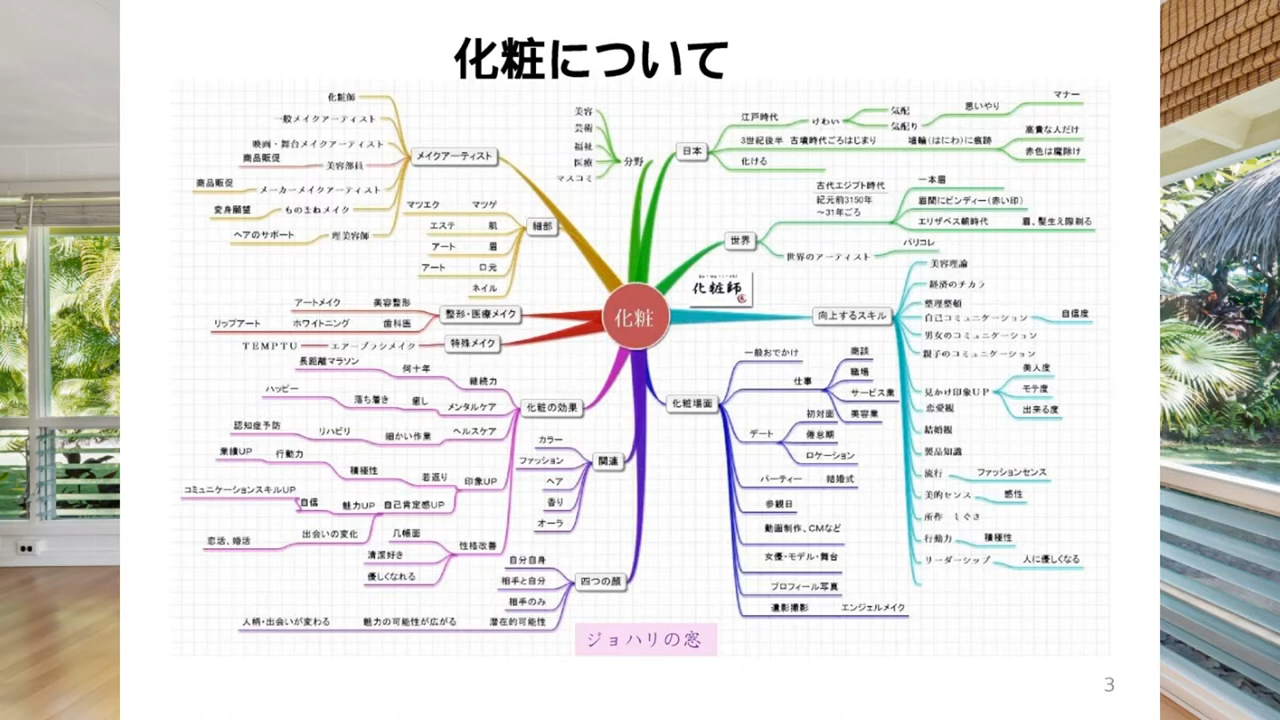 化粧について
化粧師
一般メイクアーティスト
映画・舞台メイクアーティスト
商品販促 美容部員
商品販促 メーカーメイクアーティスト
変身願望 ものまねメイク
ヘアのサポート 理美容師
メイクアーティスト
マツエク マツゲ
エステ 肌
アート 眉
アート 口元
ネイル
細部
アートメイク 美容整形
リップアート ホワイトニング 歯科医
整形・医療メイク
TEMPTU エアーブラシメイク
特殊メイク
美容
芸術
福祉
医療
マスコミ
分野
日本
江戸時代 けわい 気配
気配り 思いやり マナー
3世紀後半 古墳時代ごろはじまり 埴輪(はにわ)に痕跡 高貴な人だけ
赤色は魔除け
化ける
世界
古代エジプト時代
紀元前3150年
～31年ごろ
一本眉
眉間にビンディー(赤い印)
エリザベス朝時代 眉、髪生え際剃る
世界のアーティスト パリコレ
化粧師
化粧
向上するスキル
美容理論
経済のチカラ
整理整頓
自己コミュニケーション 自信度
男女のコミュニケーション
親子のコミュニケーション
見かけ印象UP 美人度
モテ度
出来る度
恋愛観
結婚観
製品知識
流行 ファッションセンス
美的センス 感性
所作 しぐさ
行動力 積極性
リーダーシップ 人に優しくなる
化粧の効果
長距離マラソン 何十年 継続力
ハッピー 落ち着き 癒し メンタルケア
認知症予防 リハビリ 細かい作業 ヘルスケア
業績UP 行動力 積極性 若返り 印象UP
コミュニケーションスキルUP 自信 魅力UP 自己肯定感UP
恋活、婚活 出会いの変化
几帳面 性格改善
清潔好き
優しくなれる
関連
カラー
ファッション
ヘア
香り
オーラ
四つの顔
自分自身
相手と自分
相手のみ
人柄・出会いが変わる 魅力の可能性が広がる 潜在的可能性
化粧場面
一般おでかけ
仕事 商談
職場
サービス業
美容業
デート 初対面
倦怠期
ロケーション
パーティー 結婚式
参観日
動画制作、CMなど
女優・モデル・舞台
プロフィール写真
遺影撮影 エンジェルメイク
ジョハリの窓
3